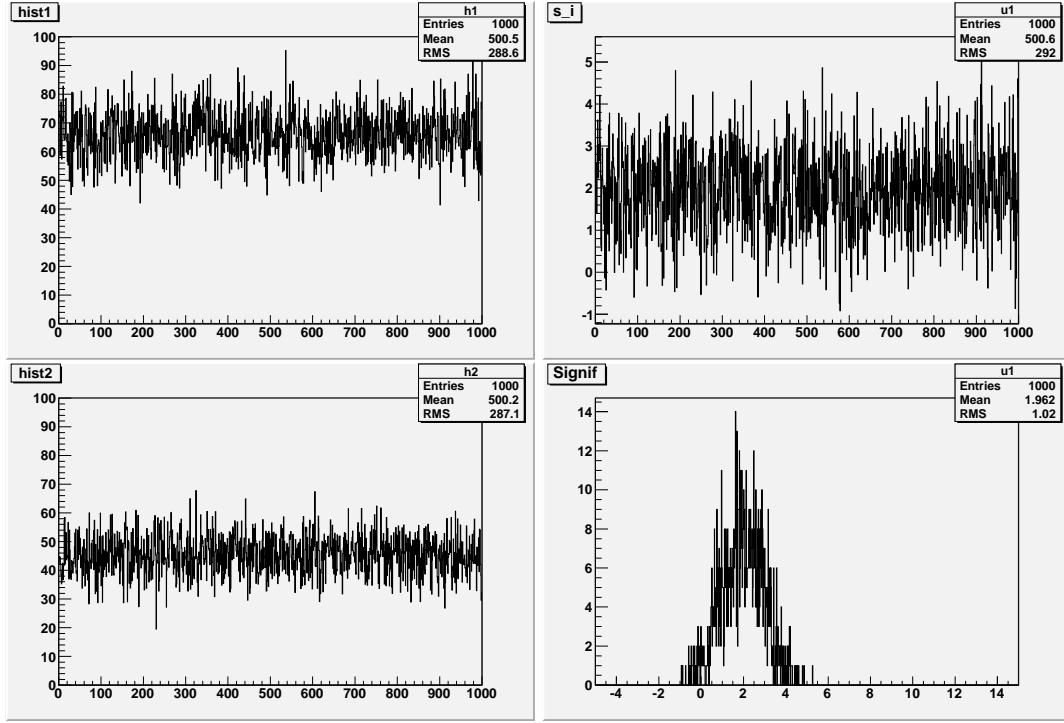 hist1
h1
Entries 1000
Mean 500.5
RMS 288.6
100
90
80
70
60
50
40
30
20
10
0
0 100 200 300 400 500 600 700 800 900 1000
s_i
u1
Entries 1000
Mean 500.6
RMS 292
5
4
3
2
1
0
-1
0 100 200 300 400 500 600 700 800 900 1000
hist2
h2
Entries 1000
Mean 500.2
RMS 287.1
100
90
80
70
60
50
40
30
20
10
0
0 100 200 300 400 500 600 700 800 900 1000
Signif
u1
Entries 1000
Mean 1.962
RMS 1.02
14
12
10
8
6
4
2
0
-4 -2 0 2 4 6 8 10 12 14